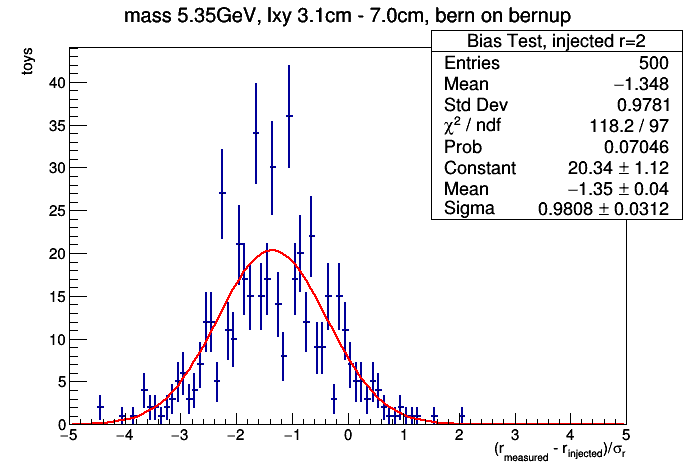 mass 5.35GeV, lxy 3.1cm - 7.0cm, bern on bernup
Bias Test, injected r=2
Entries 500
Mean −1.348
Std Dev 0.9781
χ² / ndf 118.2 / 97
Prob 0.07046
Constant 20.34 ± 1.12
Mean −1.35 ± 0.04
Sigma 0.9808 ± 0.0312
toys
40
35
30
25
20
15
10
5
0
−5 −4 −3 −2 −1 0 1 2 3 4 5
(r_measured - r_injected)/σ_r